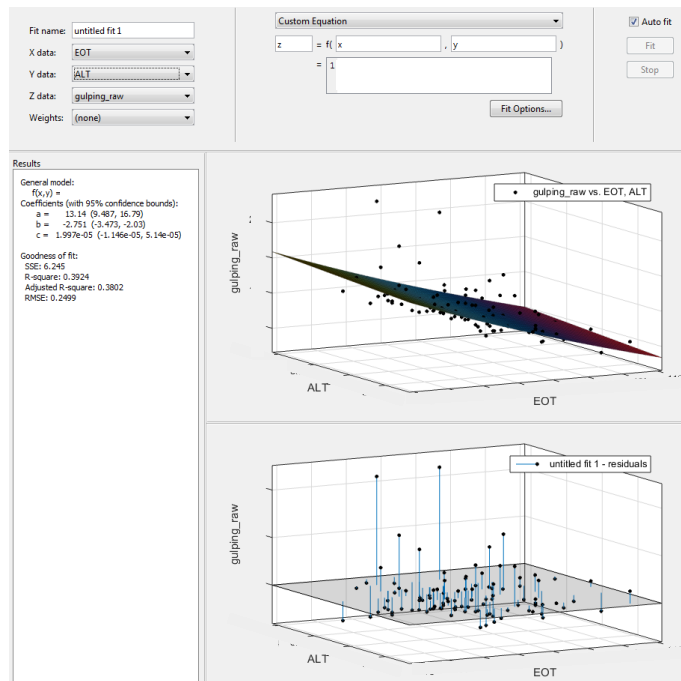 Fit name: untitled fit 1
X data: EOT
Y data: ALT
Z data: gulping_raw
Weights: (none)
Custom Equation
z = f( x , y )
= 1
Fit Options...
Auto fit
Fit
Stop
Results
General model:
f(x,y) =
Coefficients (with 95% confidence bounds):
a = 13.14 (9.487, 16.79)
b = -2.751 (-3.473, -2.03)
c = 1.997e-05 (-1.146e-05, 5.14e-05)
Goodness of fit:
SSE: 6.245
R-square: 0.3924
Adjusted R-square: 0.3802
RMSE: 0.2499
gulping_raw vs. EOT, ALT
gulping_raw
ALT
EOT
untitled fit 1 - residuals
gulping_raw
ALT
EOT